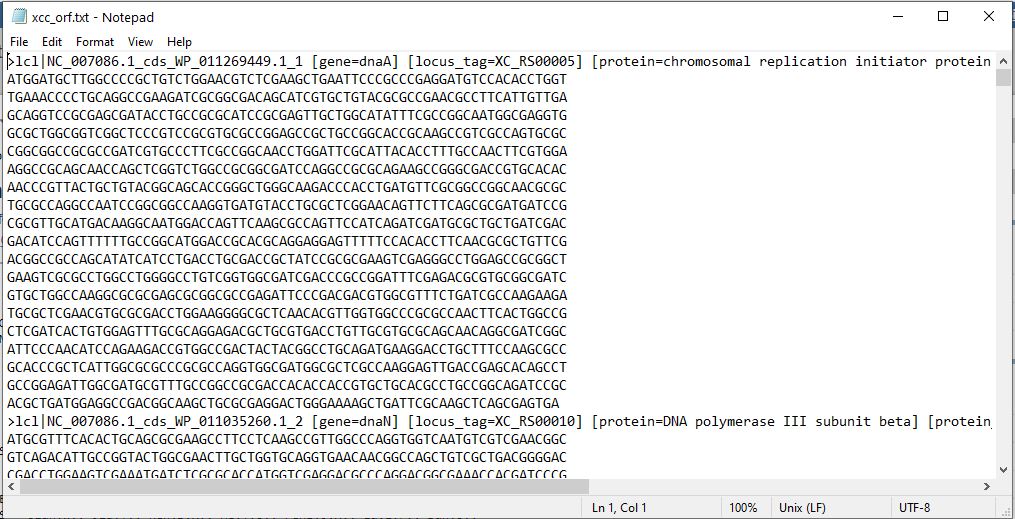 xcc_orf.txt - Notepad
File Edit Format View Help
>lcl|NC_007086.1_cds_WP_011269449.1_1 [gene=dnaA] [locus_tag=XC_RS00005] [protein=chromosomal replication initiator protein
ATGGATGCTTGGCCCCGCTGTCTGGAACGTCTCGAAGCTGAATTCCCGCCCGAGGATGTCCACACCTGGT
TGAAACCCCTGCAGGCCGAAGATCGCGGCGACAGCATCGTGCTGTACGCGCCGAACGCCTTCATTGTTGA
GCAGGTCCGCGAGCGATACCTGCCGCGCATCCGCGAGTTGCTGGCATATTTCGCCGGCAATGGCGAGGTG
GCGCTGGCGGTCGGCTCCCGTCCGCGTGCGCCGGAGCCGCTGCCGGCACCGCAAGCCGTCGCCAGTGCGC
CGGCGGCCGCGCCGATCGTGCCCTTCGCCGGCAACCTGGATTCGCATTACACCTTTGCCAACTTCGTGGA
AGGCCGCAGCAACCAGCTCGGTCTGGCCGCGGCGATCCAGGCCGCGCAGAAGCCGGGCGACCGTGCACAC
AACCCGTTACTGCTGTACGGCAGCACCGGGCTGGGCAAGACCCACCTGATGTTCGCGGCCGGCAACGCGC
TGCGCCAGGCCAATCCGGCGGCCAAGGTGATGTACCTGCGCTCGGAACAGTTCTTCAGCGCGATGATCCG
CGCGTTGCATGACAAGGCAATGGACCAGTTCAAGCGCCAGTTCCATCAGATCGATGCGCTGCTGATCGAC
GACATCCAGTTTTTTGCCGGCATGGACCGCACGCAGGAGGAGTTTTTCCACACCTTCAACGCGCTGTTCG
ACGGCCGCCAGCATATCATCCTGACCTGCGACCGCTATCCGCGCGAAGTCGAGGGCCTGGAGCCGCGGCT
GAAGTCGCGCCTGGCCTGGGGCCTGTCGGTGGCGATCGACCCGCCGGATTTCGAGACGCGTGCGGCGATC
GTGCTGGCCAAGGCGCGCGAGCGCGGCGCCGAGATTCCCGACGACGTGGCGTTTCTGATCGCCAAGAAGA
TGCGCTCGAACGTGCGCGACCTGGAAGGGGCGCTCAACACGTTGGTGGCCCGCGCCAACTTCACTGGCCG
CTCGATCACTGTGGAGTTTGCGCAGGAGACGCTGCGTGACCTGTTGCGTGCGCAGCAACAGGCGATCGGC
ATTCCCAACATCCAGAAGACCGTGGCCGACTACTACGGCCTGCAGATGAAGGACCTGCTTTCCAAGCGCC
GCACCCGCTCATTGGCGCGCCCGCGCCAGGTGGCGATGGCGCTCGCCAAGGAGTTGACCGAGCACAGCCT
GCCGGAGATTGGCGATGCGTTTGCCGGCCGCGACCACACCACCGTGCTGCACGCCTGCCGGCAGATCCGC
ACGCTGATGGAGGCCGACGGCAAGCTGCGCGAGGACTGGGAAAAGCTGATTCGCAAGCTCAGCGAGTGA
>lcl|NC_007086.1_cds_WP_011035260.1_2 [gene=dnaN] [locus_tag=XC_RS00010] [protein=DNA polymerase III subunit beta] [protein_
ATGCGTTTCACACTGCAGCGCGAAGCCTTCCTCAAGCCGTTGGCCCAGGTGGTCAATGTCGTCGAACGGC
GTCAGACATTGCCGGTACTGGCGAACTTGCTGGTGCAGGTGAACAACGGCCAGCTGTCGCTGACGGGGAC
CGACCTGGAAGTCGAAATGATCTCGCGCACCATGGTCGAGGACGCCCAGGACGGCGAAACCACGATCCCG
Ln 1, Col 1 100% Unix (LF) UTF-8